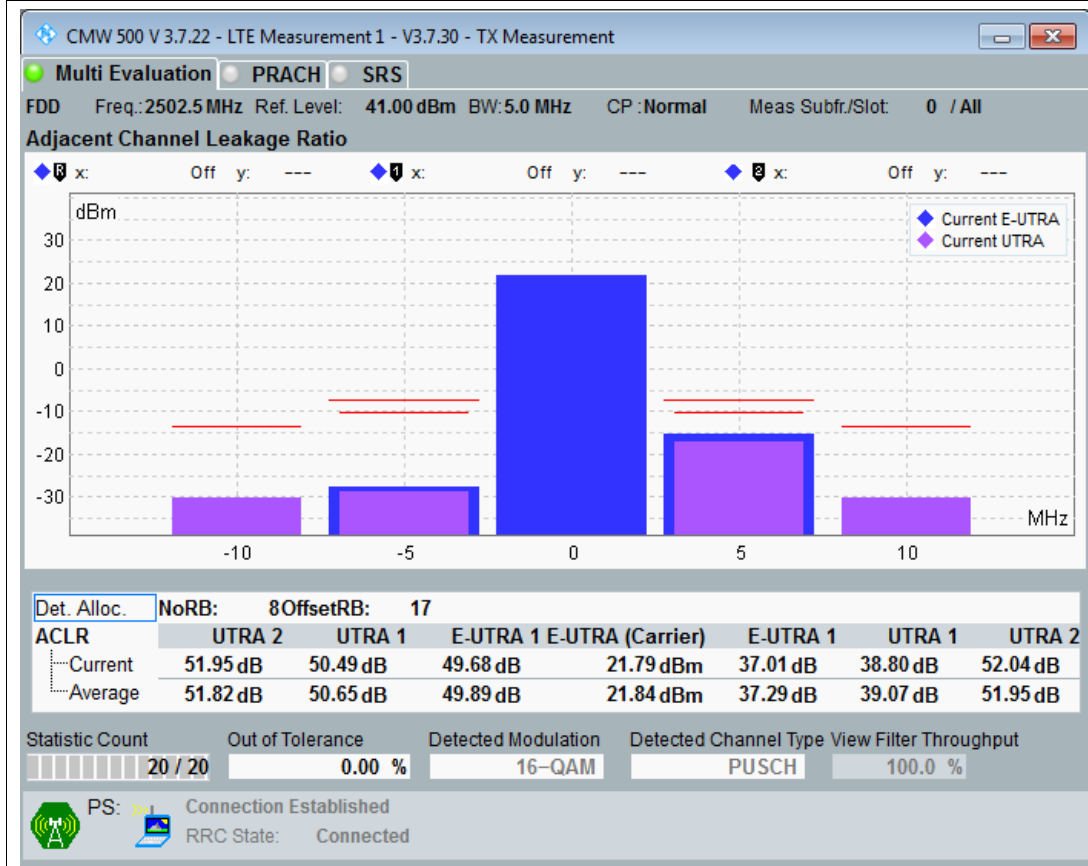 CMW 500 V 3.7.22 - LTE Measurement 1 - V3.7.30 - TX Measurement
Multi Evaluation PRACH SRS
FDD Freq.: 2502.5 MHz Ref. Level: 41.00 dBm BW: 5.0 MHz CP : Normal Meas Subfr./Slot: 0 / All
Adjacent Channel Leakage Ratio
R x: Off y: --- 1 x: Off y: --- 2 x: Off y: ---
dBm
Current E-UTRA
Current UTRA
30
20
10
0
-10
-20
-30
MHz
-10 -5 0 5 10
Det. Alloc. NoRB: 8 OffsetRB: 17
ACLR UTRA 2 UTRA 1 E-UTRA 1 E-UTRA (Carrier) E-UTRA 1 UTRA 1 UTRA 2
Current 51.95 dB 50.49 dB 49.68 dB 21.79 dBm 37.01 dB 38.80 dB 52.04 dB
Average 51.82 dB 50.65 dB 49.89 dB 21.84 dBm 37.29 dB 39.07 dB 51.95 dB
Statistic Count Out of Tolerance Detected Modulation Detected Channel Type View Filter Throughput
20 / 20 0.00 % 16-QAM PUSCH 100.0 %
PS: Connection Established
RRC State: Connected